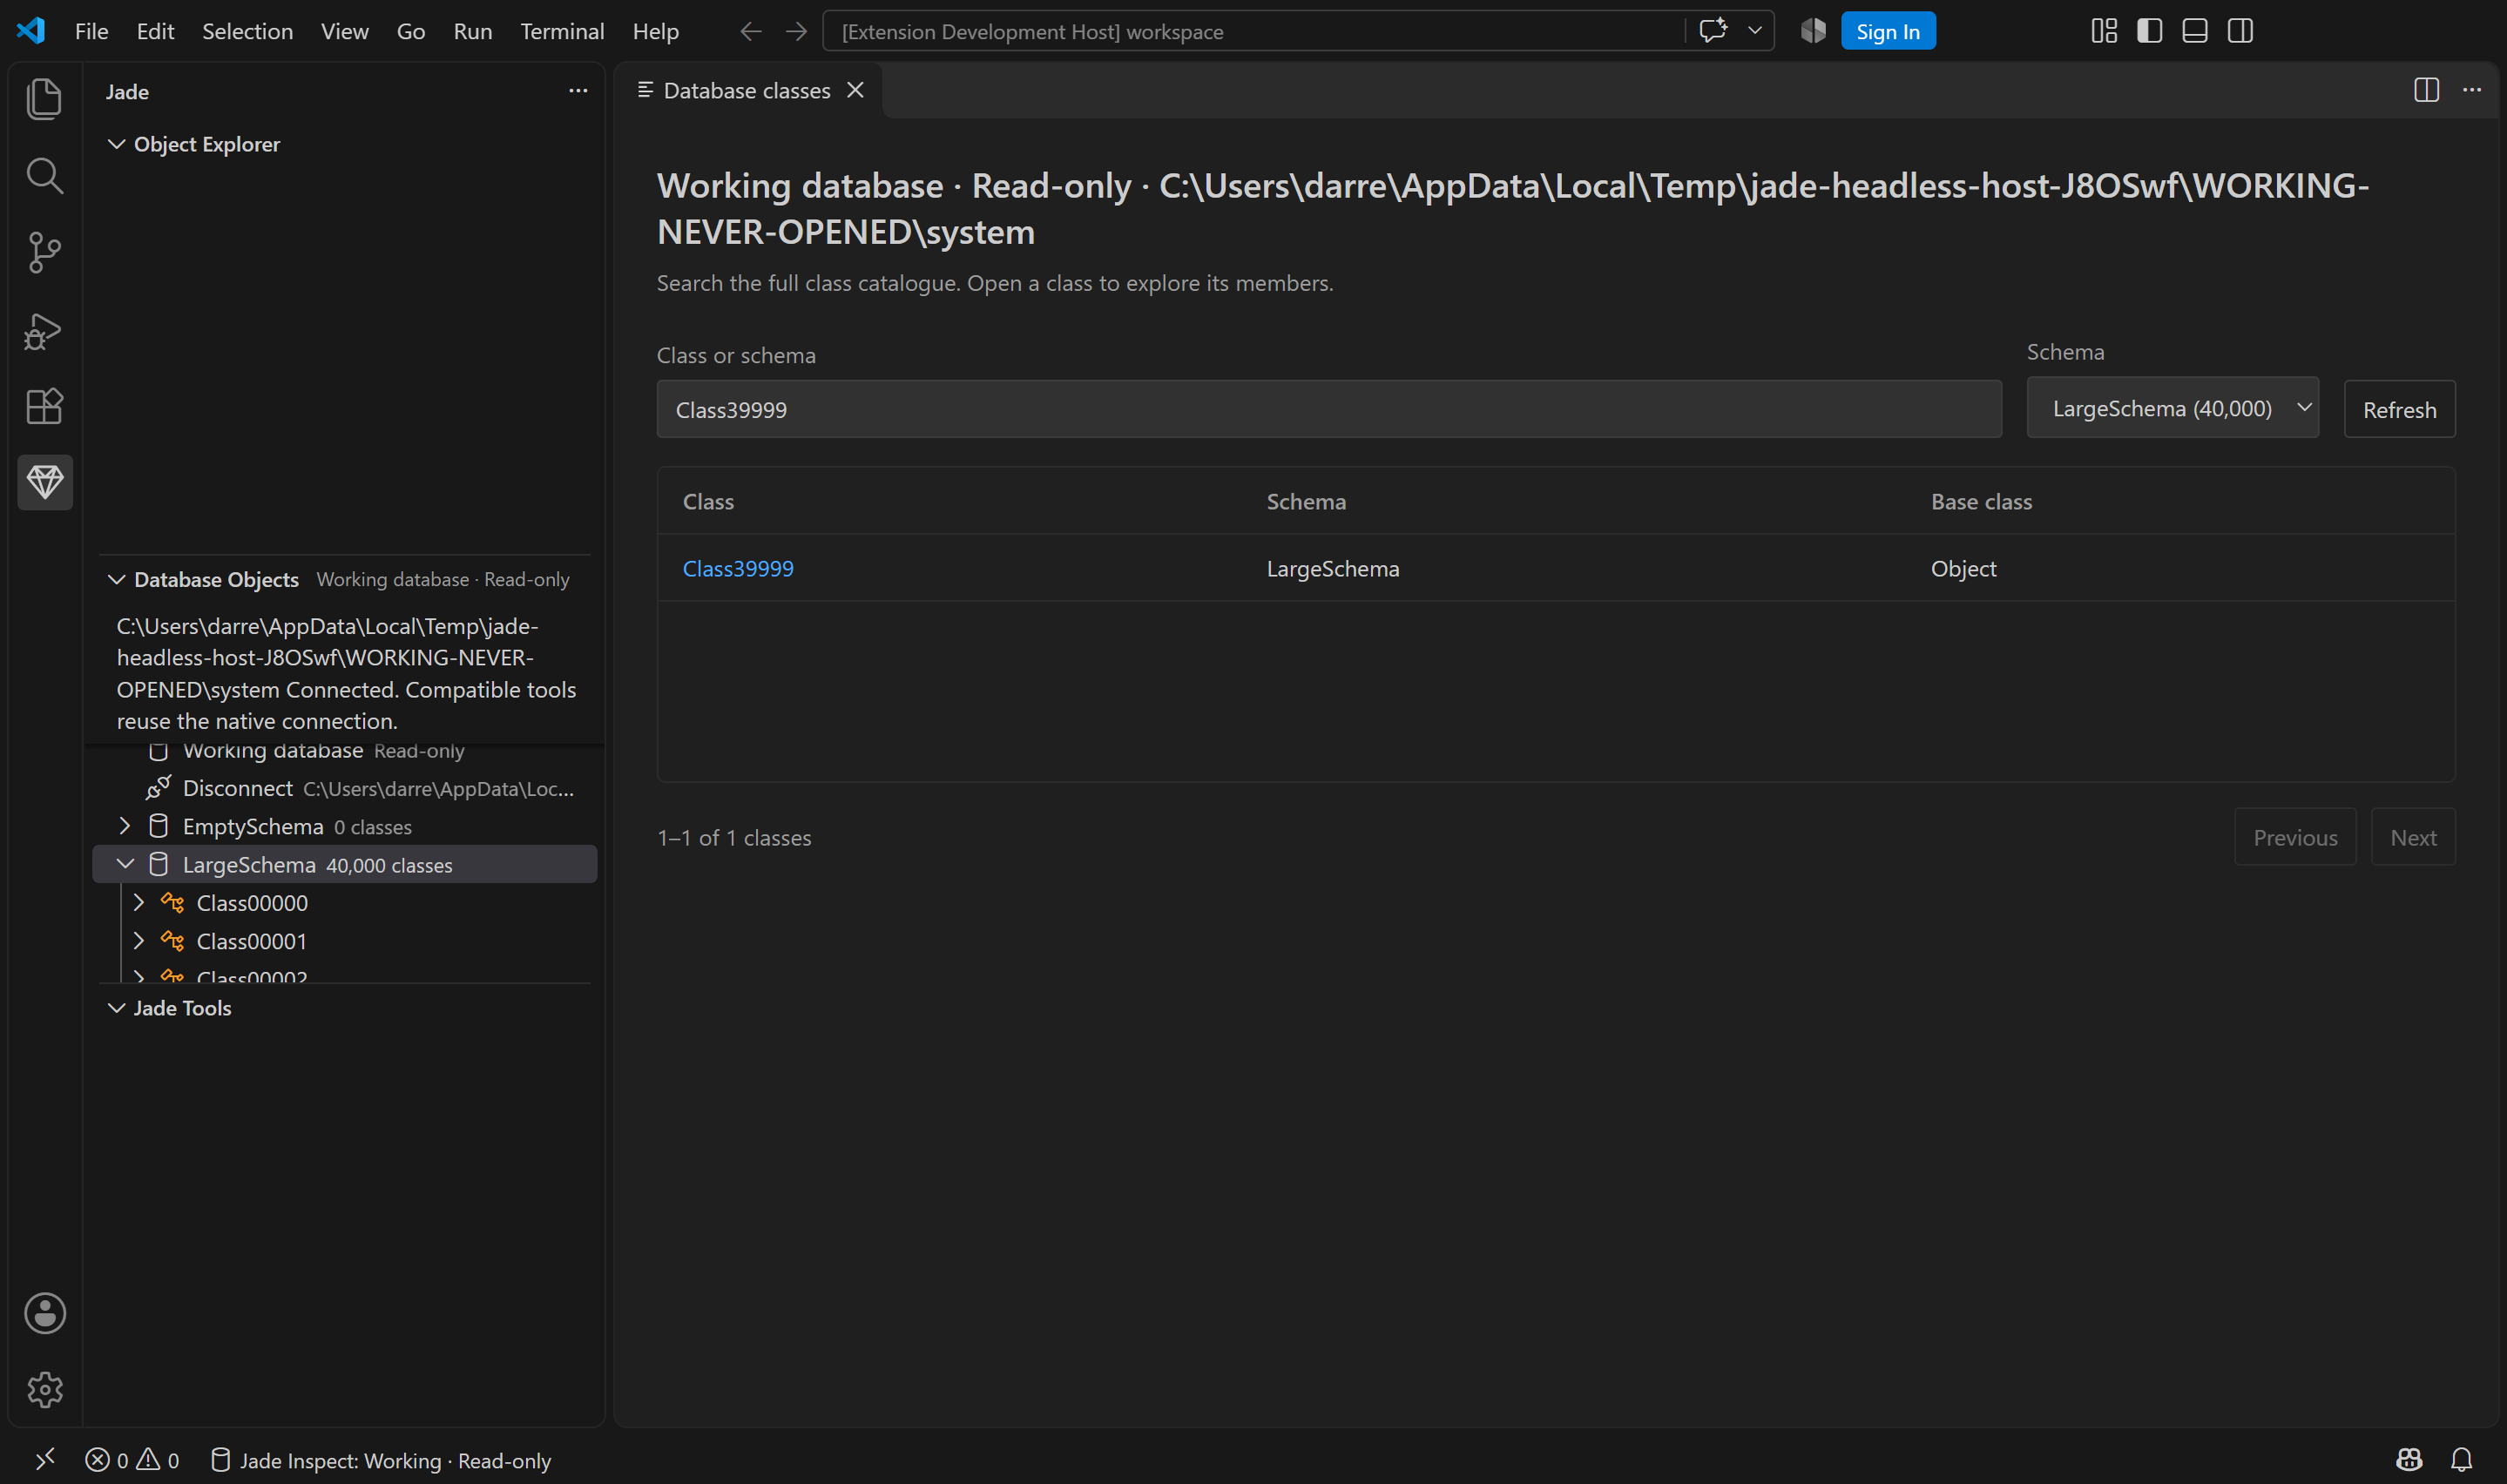 File Edit Selection View Go Run Terminal Help
[Extension Development Host] workspace
Sign In
Jade
Object Explorer
Database Objects Working database · Read-only
C:\Users\darre\AppData\Local\Temp\jade-
headless-host-J8OSwf\WORKING-NEVER-
OPENED\system Connected. Compatible tools
reuse the native connection.
Working database Read-only
Disconnect C:\Users\darre\AppData\Loc...
EmptySchema 0 classes
LargeSchema 40,000 classes
Class00000
Class00001
Class00002
Jade Tools
Database classes
Working database · Read-only · C:\Users\darre\AppData\Local\Temp\jade-headless-host-J8OSwf\WORKING-
NEVER-OPENED\system
Search the full class catalogue. Open a class to explore its members.
Class or schema
Schema
Class39999
LargeSchema (40,000)
Refresh
Class Schema Base class
Class39999 LargeSchema Object
1–1 of 1 classes
Previous Next
0 0 Jade Inspect: Working · Read-only